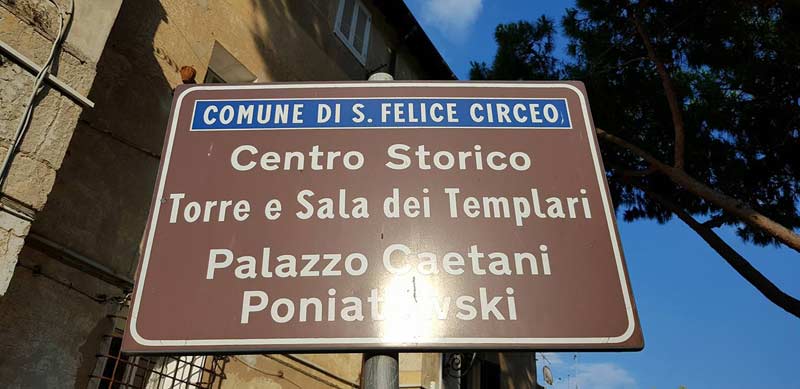 COMUNE DI S. FELICE CIRCEO
Centro Storico
Torre e Sala dei Templari
Palazzo Caetani
Poniatowski